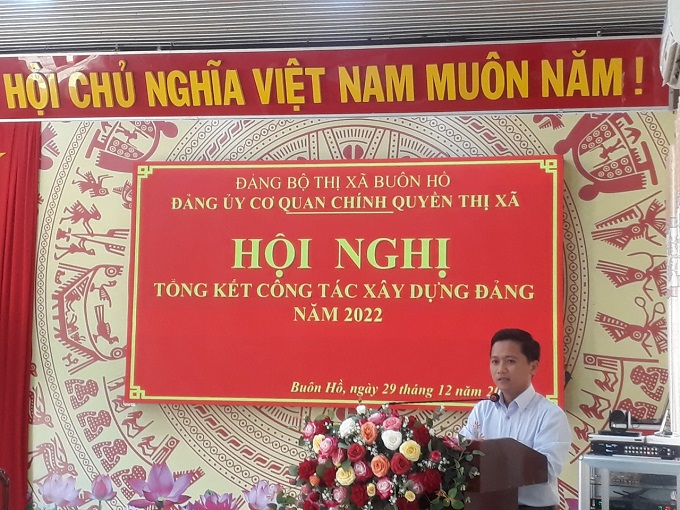 HỘI CHỦ NGHĨA VIỆT NAM MUÔN NĂM !
ĐẢNG BỘ THỊ XÃ BUÔN HỒ
ĐẢNG ỦY CƠ QUAN CHÍNH QUYỀN THỊ XÃ
HỘI NGHỊ
TỔNG KẾT CÔNG TÁC XÂY DỰNG ĐẢNG
NĂM 2022
Buôn Hồ, ngày 29 tháng 12 năm